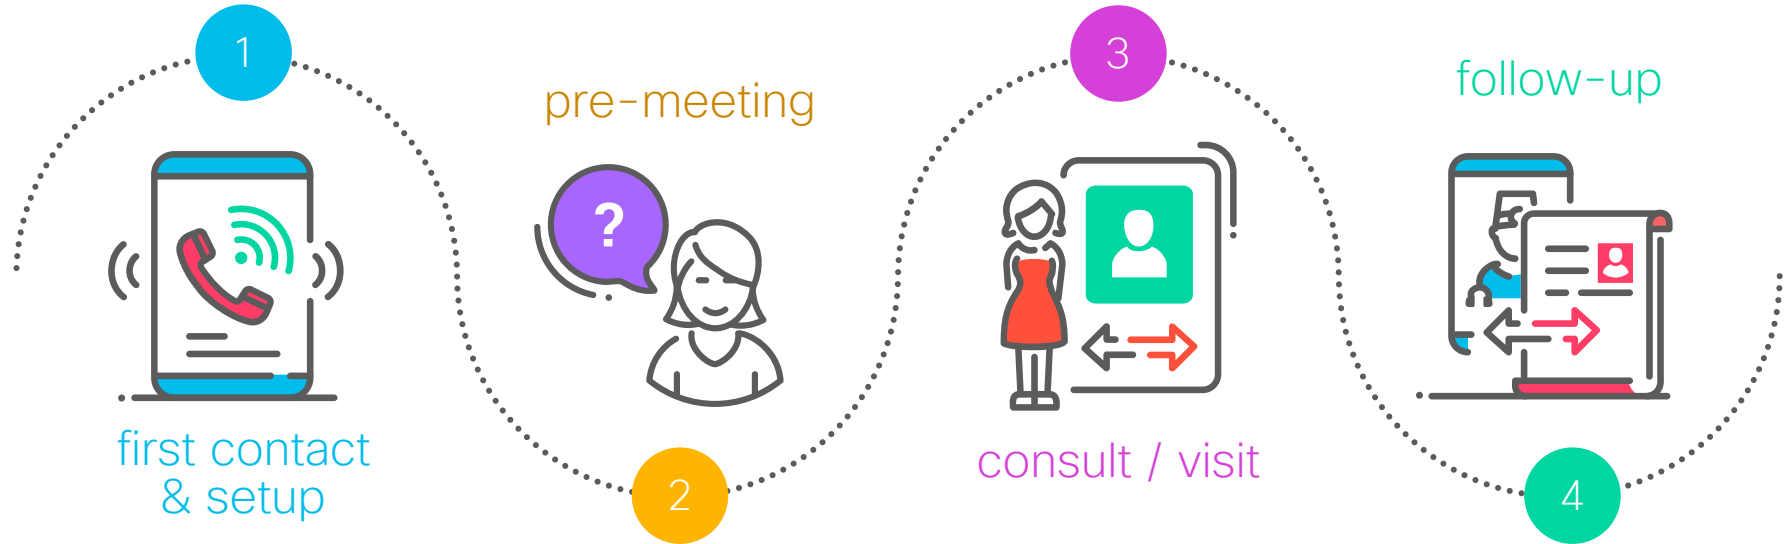 1
first contact
& setup
pre-meeting
?
2
3
consult / visit
follow-up
4